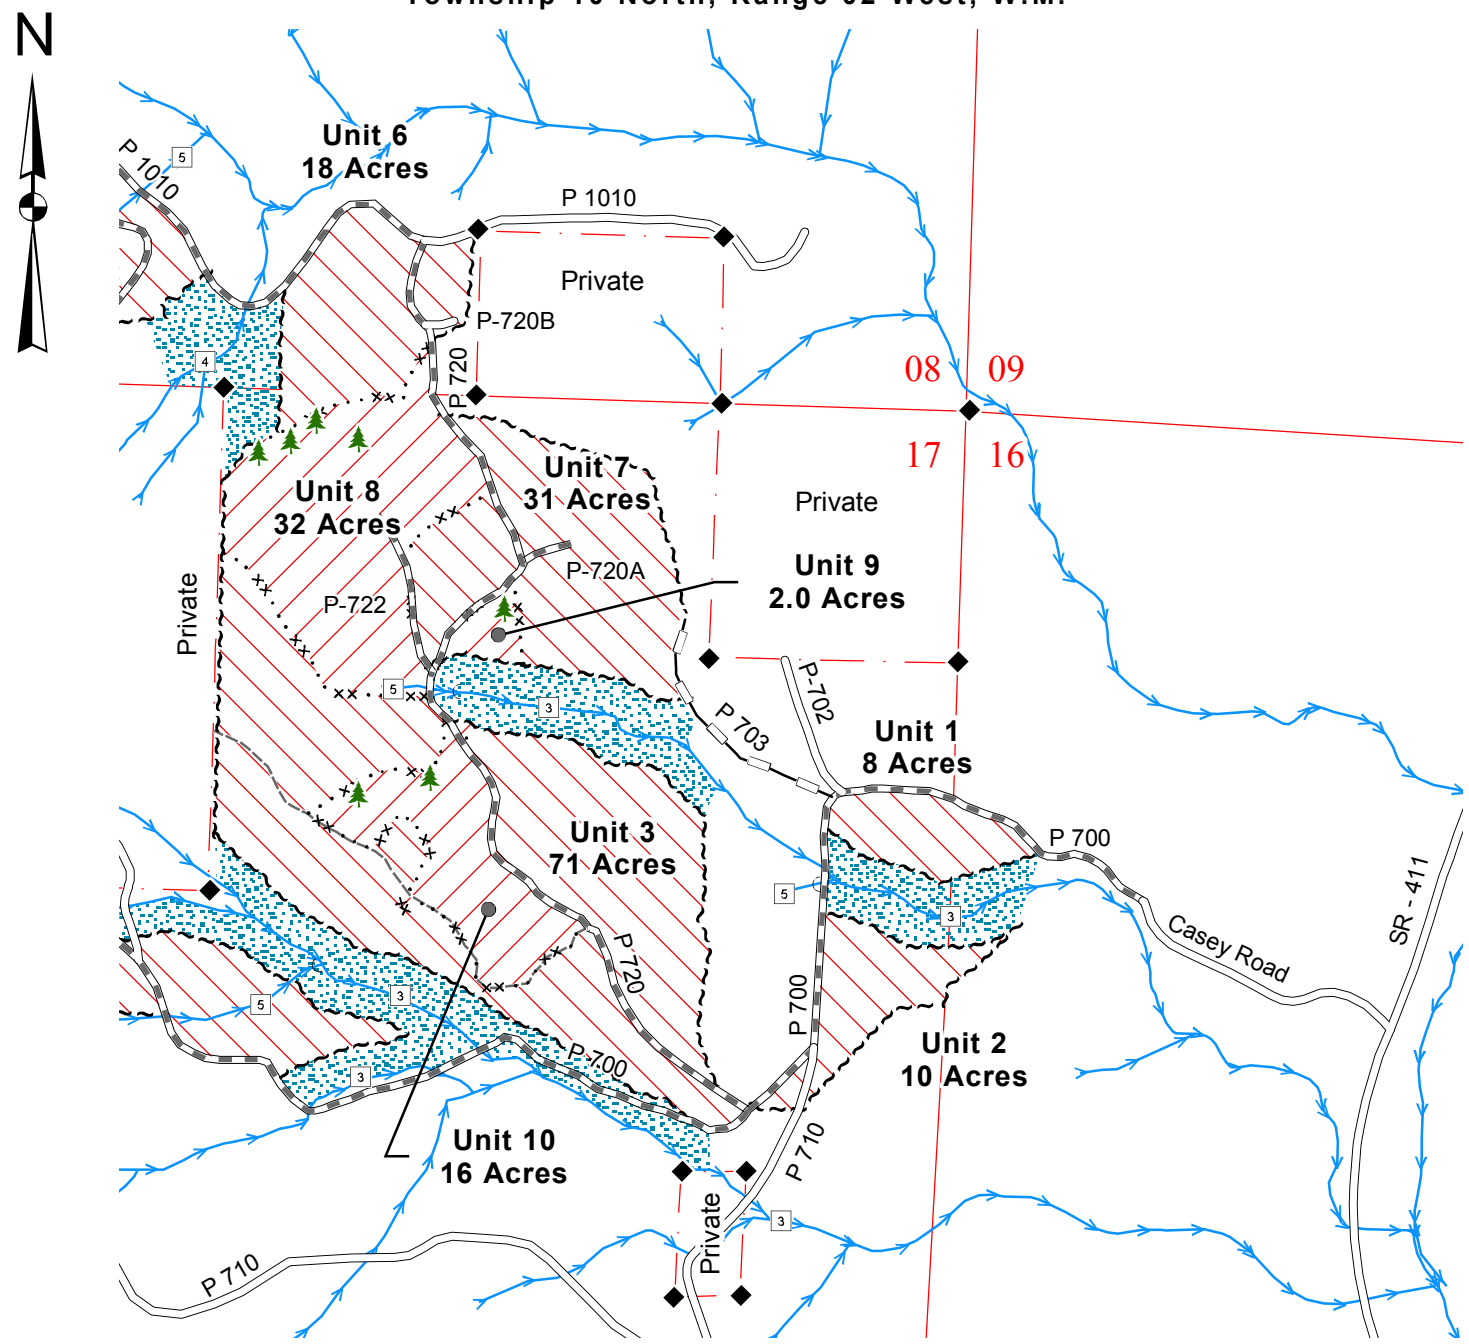 Township 10 North, Range 02 West, W.M.
N
Unit 6
18 Acres
5
P 1010
P 1010
Private
P-720B
4
P 720
08
09
17
16
Unit 7
31 Acres
Unit 8
32 Acres
Private
Unit 9
2.0 Acres
P-720A
P-722
Private
5
3
P-702
P 703
Unit 1
8 Acres
Unit 3
71 Acres
P 700
5
3
SR - 411
Casey Road
P 720
5
3
P 700
Unit 2
10 Acres
P-700
3
Unit 10
16 Acres
P 710
Private
3
P 710